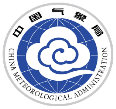 中国气象局
CHINA METEOROLOGICAL ADMINISTRATION